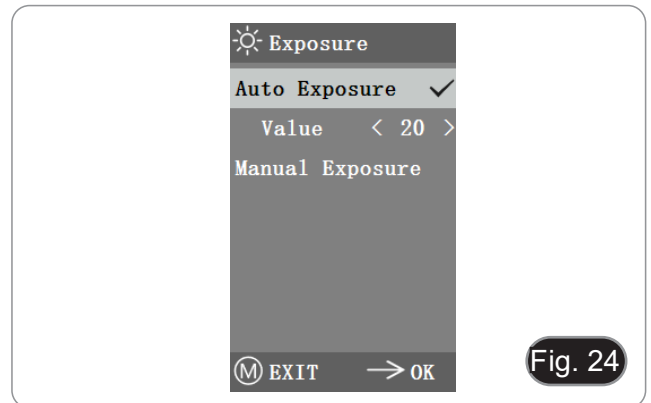 Exposure
Auto Exposure
Value < 20 >
Manual Exposure
M EXIT → OK
Fig. 24